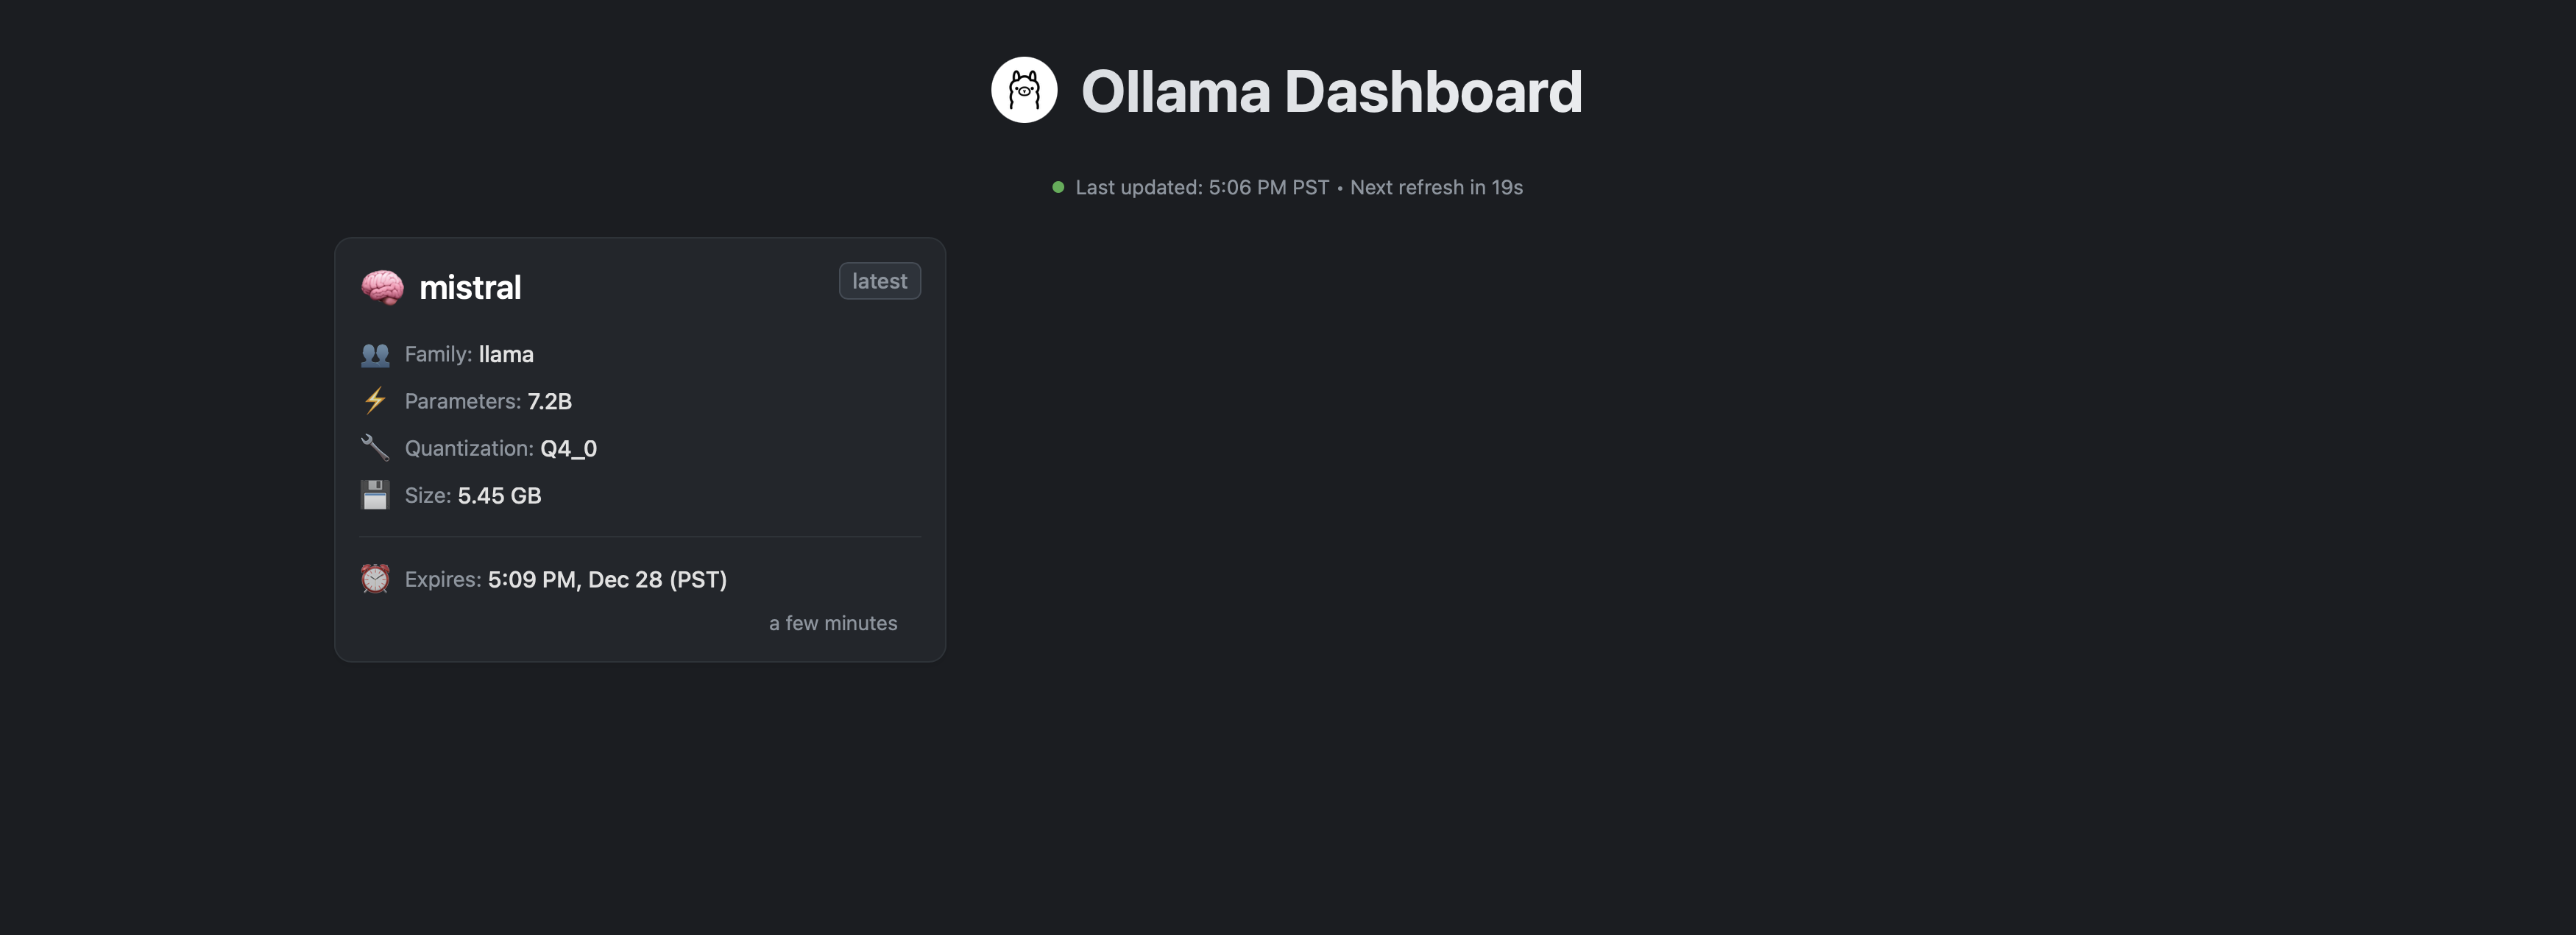 Ollama Dashboard
Last updated: 5:06 PM PST • Next refresh in 19s
mistral
latest
Family: llama
Parameters: 7.2B
Quantization: Q4_0
Size: 5.45 GB
Expires: 5:09 PM, Dec 28 (PST)
a few minutes